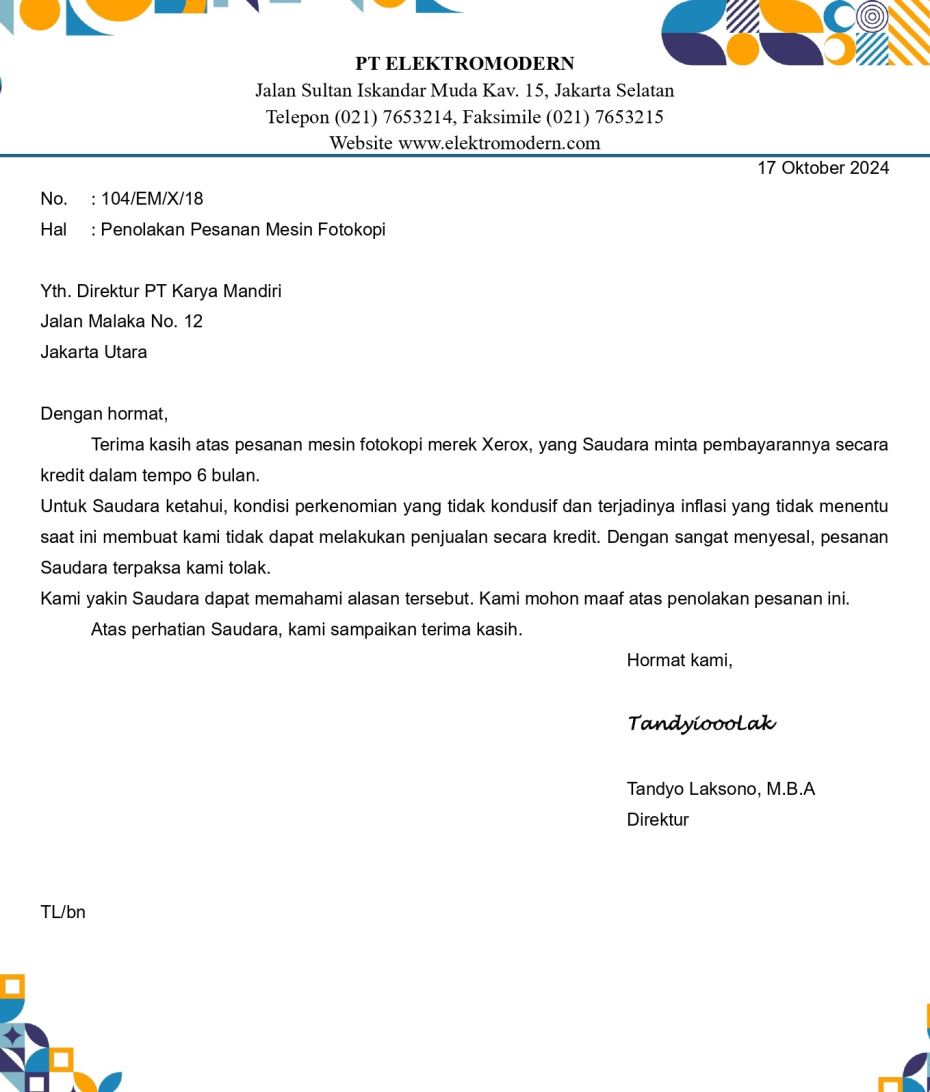 PT ELEKTROMODERN
Jalan Sultan Iskandar Muda Kav. 15, Jakarta Selatan
Telepon (021) 7653214, Faksimile (021) 7653215
Website www.elektromodern.com
17 Oktober 2024
No. : 104/EM/X/18
Hal : Penolakan Pesanan Mesin Fotokopi
Yth. Direktur PT Karya Mandiri
Jalan Malaka No. 12
Jakarta Utara
Dengan hormat,
Terima kasih atas pesanan mesin fotokopi merek Xerox, yang Saudara minta pembayarannya secara
kredit dalam tempo 6 bulan.
Untuk Saudara ketahui, kondisi perkenomian yang tidak kondusif dan terjadinya inflasi yang tidak menentu
saat ini membuat kami tidak dapat melakukan penjualan secara kredit. Dengan sangat menyesal, pesanan
Saudara terpaksa kami tolak.
Kami yakin Saudara dapat memahami alasan tersebut. Kami mohon maaf atas penolakan pesanan ini.
Atas perhatian Saudara, kami sampaikan terima kasih.
Hormat kami,
TandyioooLak
Tandyo Laksono, M.B.A
Direktur
TL/bn